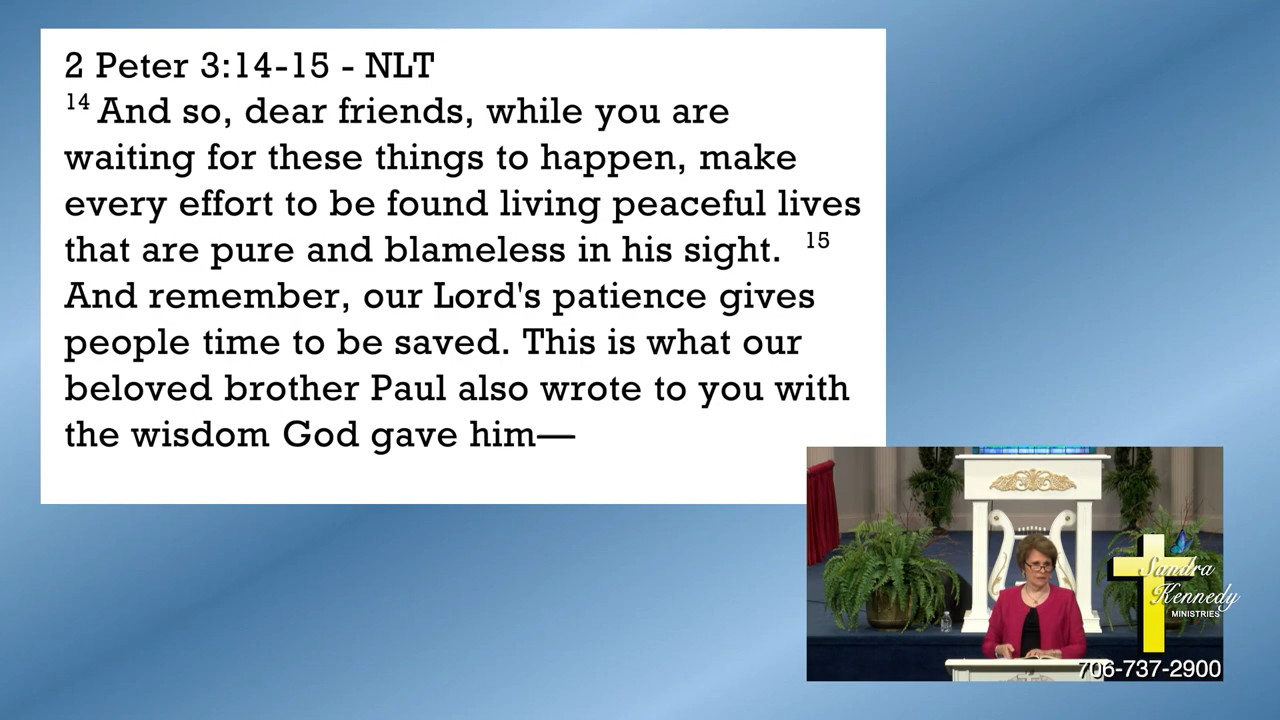 2 Peter 3:14-15 - NLT
14 And so, dear friends, while you are
waiting for these things to happen, make
every effort to be found living peaceful lives
that are pure and blameless in his sight. 15
And remember, our Lord's patience gives
people time to be saved. This is what our
beloved brother Paul also wrote to you with
the wisdom God gave him—
Sandra
Kennedy
MINISTRIES
706-737-2900